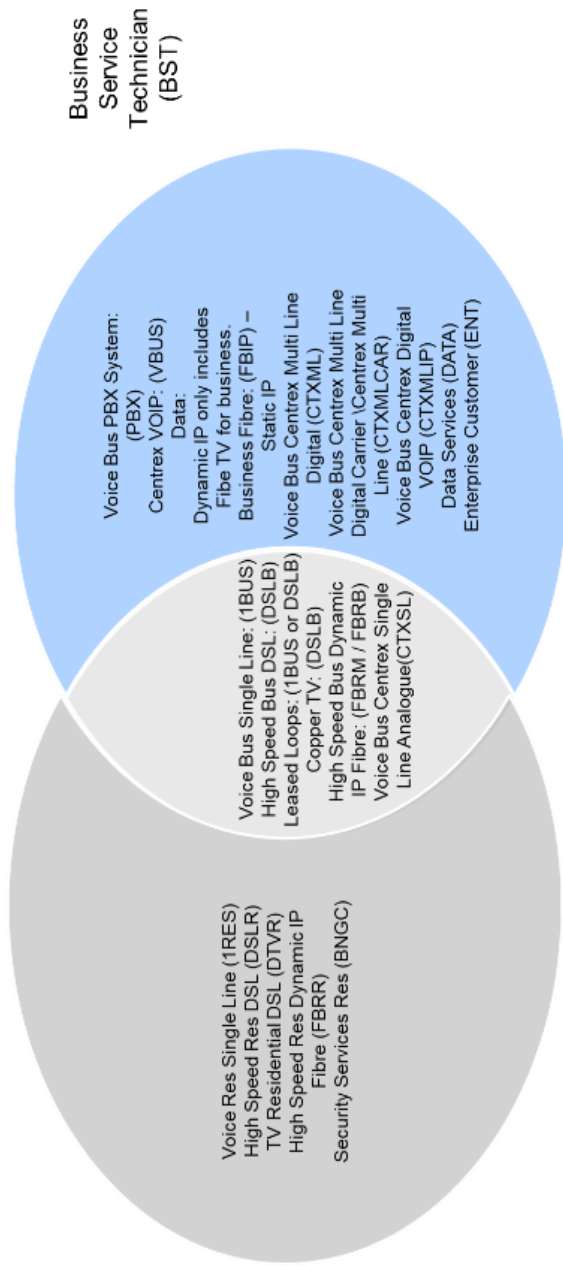 Business
Service
Technician
(BST)
Voice Res Single Line (1RES)
High Speed Res DSL (DSLR)
TV Residential DSL (DTVR)
High Speed Res Dynamic IP
Fibre (FBRR)
Security Services Res (BNGC)
Voice Bus Single Line: (1BUS)
High Speed Bus DSL: (DSLB)
Leased Loops: (1BUS or DSLB)
Copper TV: (DSLB)
High Speed Bus Dynamic
IP Fibre: (FBRM / FBRB)
Voice Bus Centrex Single
Line Analogue(CTXSL)
Voice Bus PBX System:
(PBX)
Centrex VOIP: (VBUS)
Data:
Dynamic IP only includes
Fibe TV for business.
Business Fibre: (FBIP) –
Static IP
Voice Bus Centrex Multi Line
Digital (CTXML)
Voice Bus Centrex Multi Line
Digital Carrier \Centrex Multi
Line (CTXMLCAR)
Voice Bus Centrex Digital
VOIP (CTXMLIP)
Data Services (DATA)
Enterprise Customer (ENT)